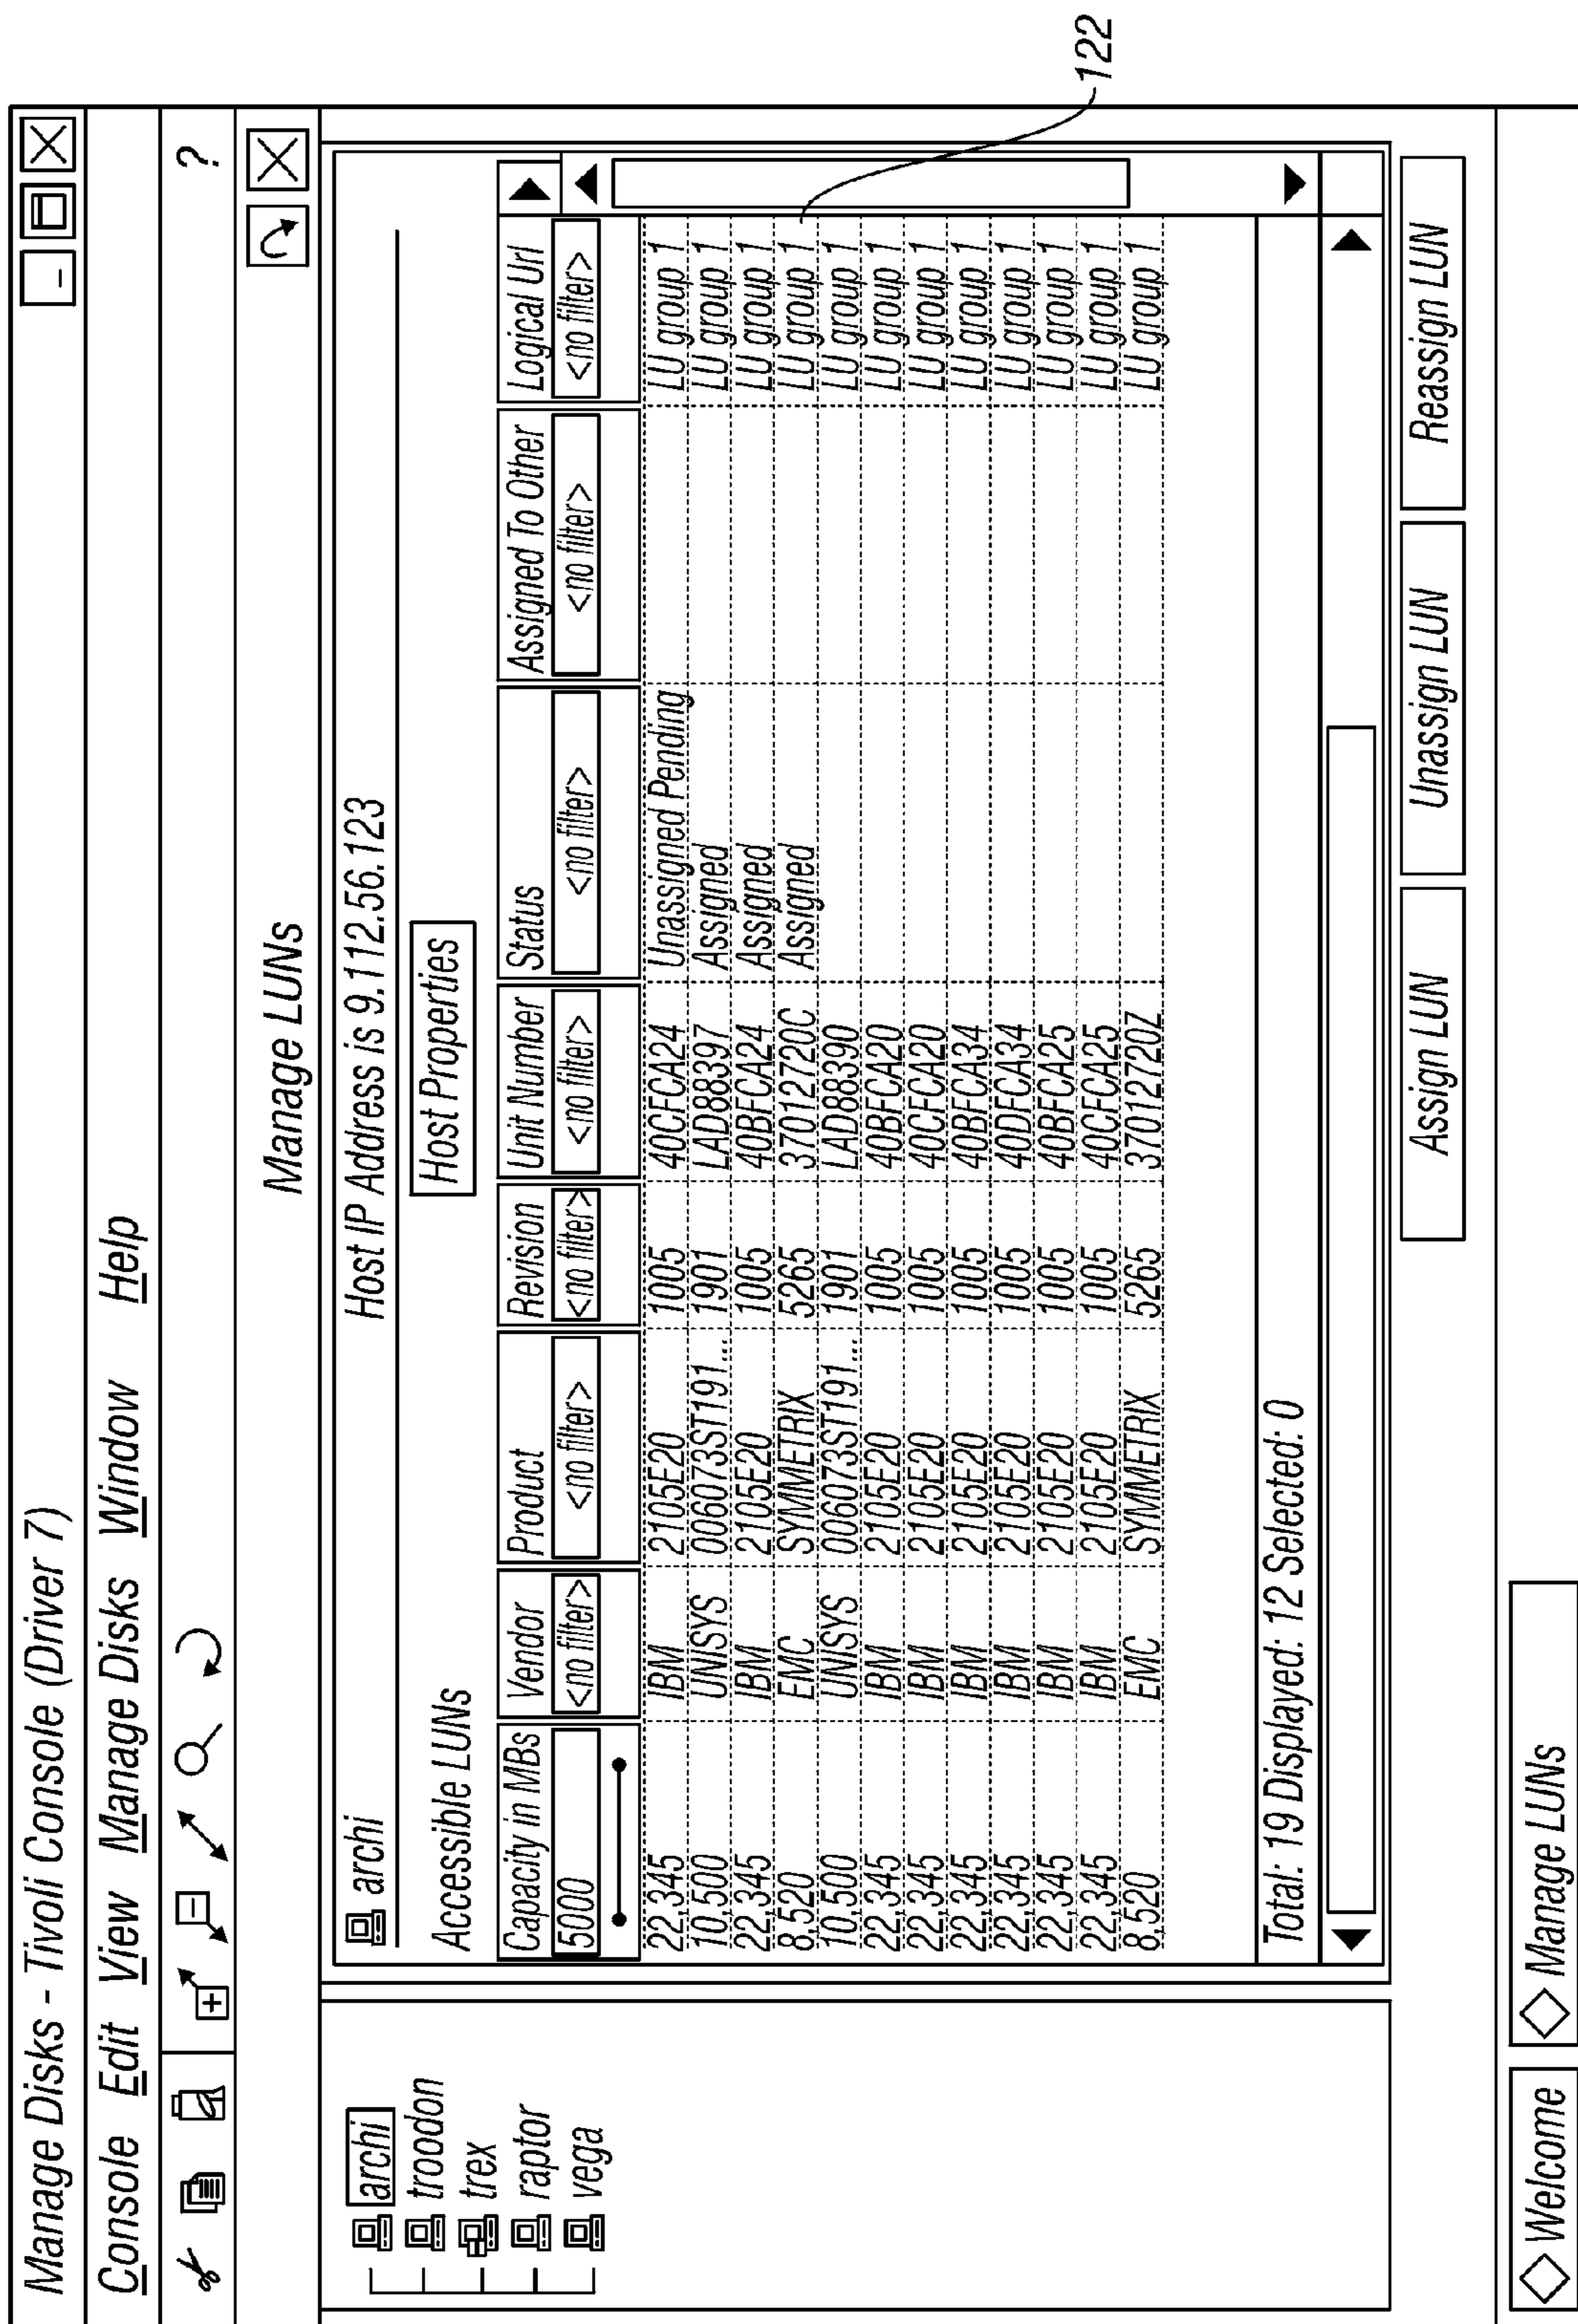 Manage Disks - Tivoli Console (Driver 7)
Console Edit View Manage Disks Window Help
?
Manage LUNs
archi
troodon
trex
raptor
vega
archi Host IP Address is 9.112.56.123
Host Properties
Accessible LUNs
Capacity in MBs Vendor Product Revision Unit Number Status Assigned To Other Logical Uri
5000 <no filter> <no filter> <no filter> <no filter> <no filter> <no filter> <no filter>
22,345 IBM 2105E20 1005 40CFCA24 Unassigned Pending LU group 1
10,500 UNISYS 006073ST191... 1901 LAD88397 Assigned LU group 1
22,345 IBM 2105E20 1005 40BFCA24 Assigned LU group 1
8,520 EMC SYMMETRIX 5265 37012720C Assigned LU group 1
10,500 UNISYS 006073ST191... 1901 LAD88390 LU group 1
22,345 IBM 2105E20 1005 40BFCA20 LU group 1
22,345 IBM 2105E20 1005 40CFCA20 LU group 1
22,345 IBM 2105E20 1005 40BFCA34 LU group 1
22,345 IBM 2105E20 1005 40DFCA34 LU group 1
22,345 IBM 2105E20 1005 40BFCA25 LU group 1
22,345 IBM 2105E20 1005 40CFCA25 LU group 1
8,520 EMC SYMMETRIX 5265 37012720Z LU group 1
122
Total: 19 Displayed: 12 Selected: 0
Assign LUN Unassign LUN Reassign LUN
Welcome Manage LUNs